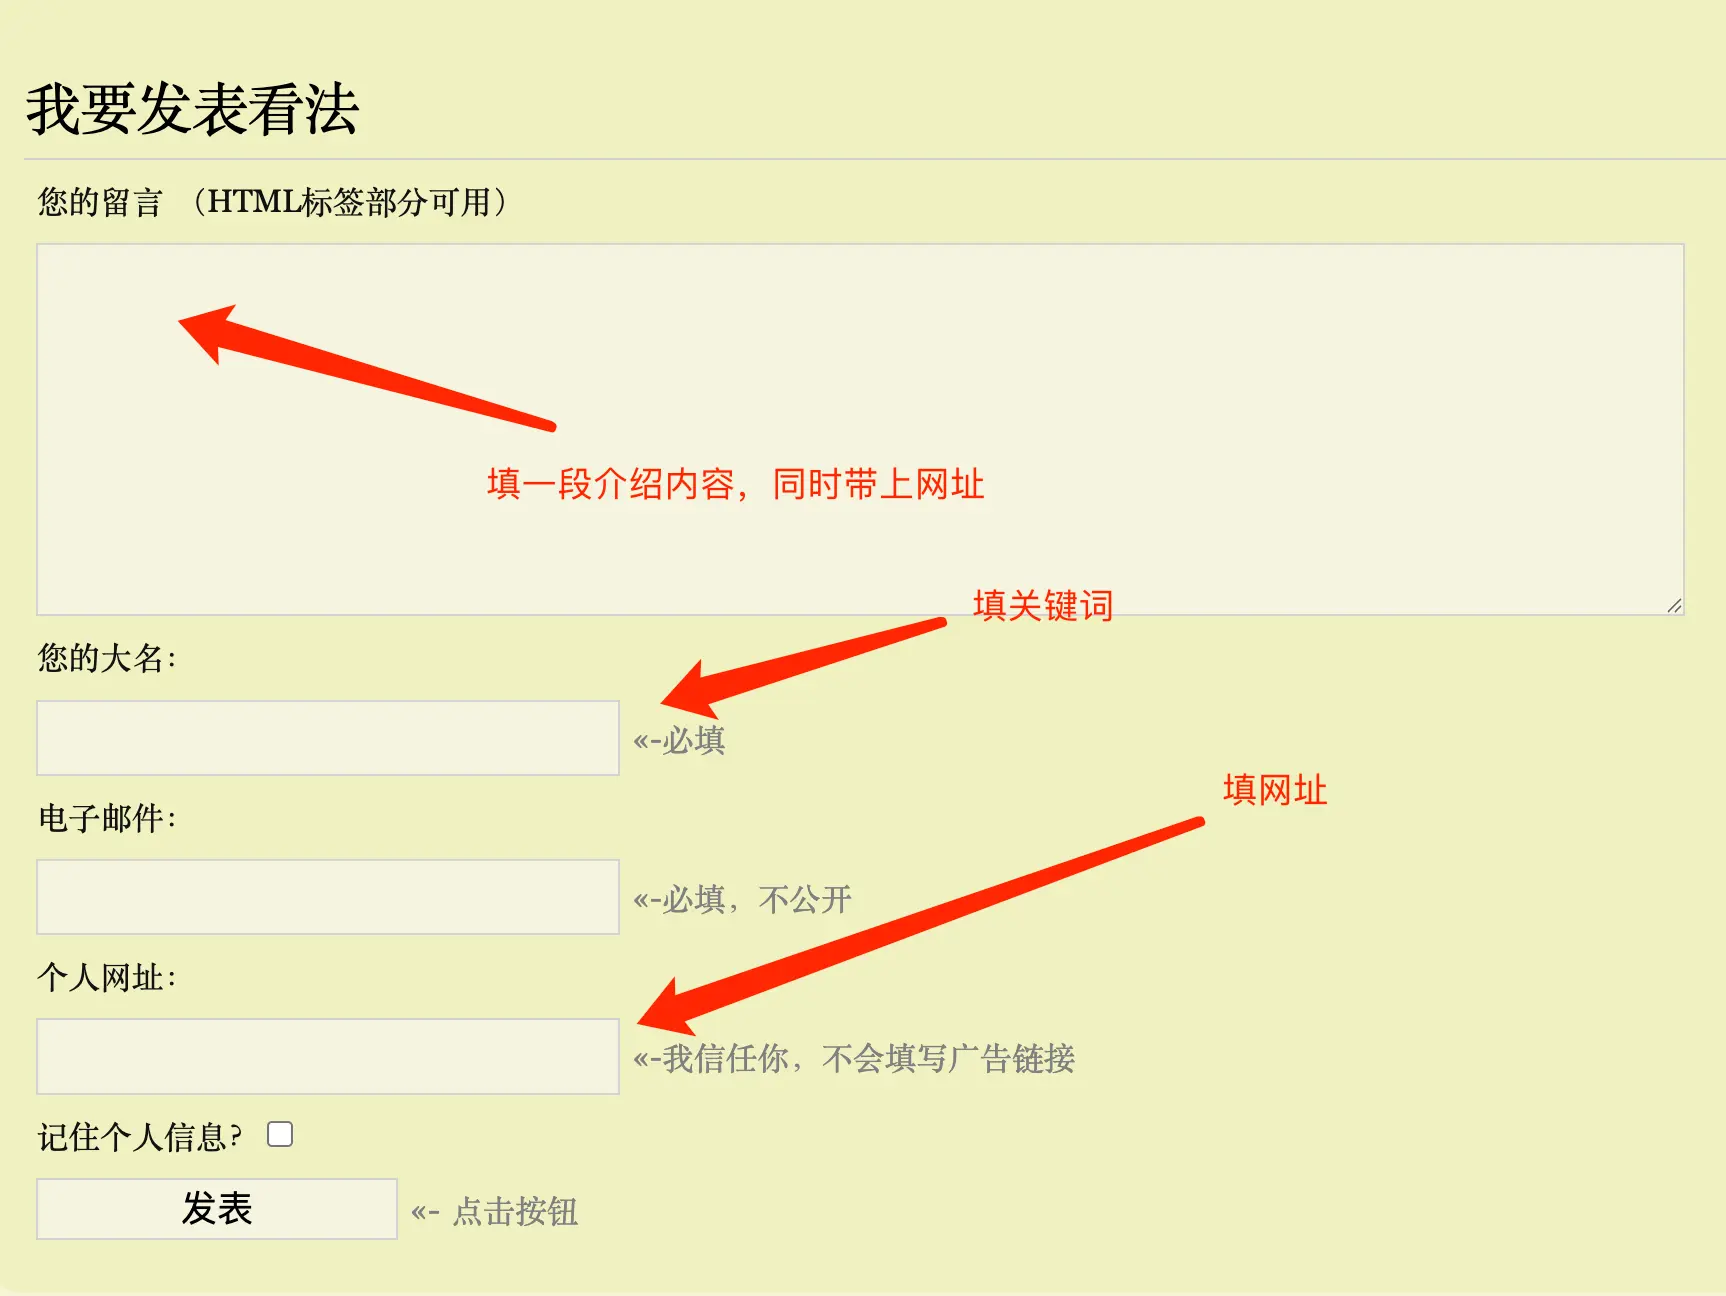 我要发表看法
您的留言 （HTML标签部分可用）
填一段介绍内容，同时带上网址
填关键词
您的大名：
«-必填
填网址
电子邮件：
«-必填，不公开
个人网址：
«-我信任你，不会填写广告链接
记住个人信息？
发表
«- 点击按钮